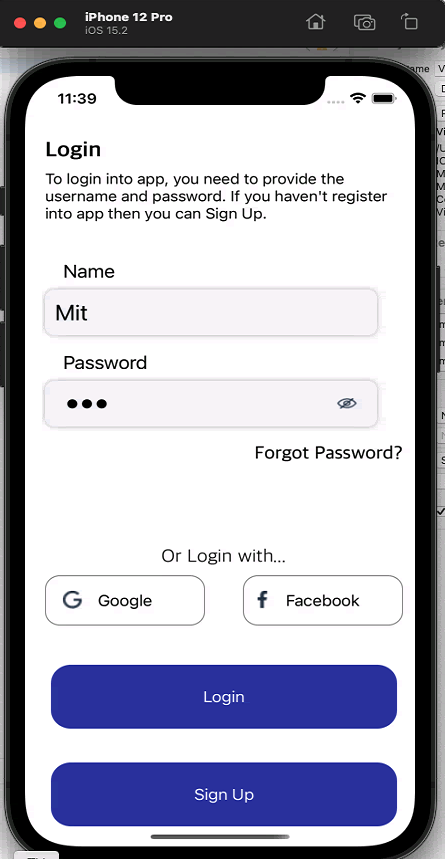 iPhone 12 Pro
iOS 15.2
11:39
Login
To login into app, you need to provide the
username and password. If you haven't register
into app then you can Sign Up.
Name
Mit
Password
Forgot Password?
Or Login with...
Google
Facebook
Login
Sign Up